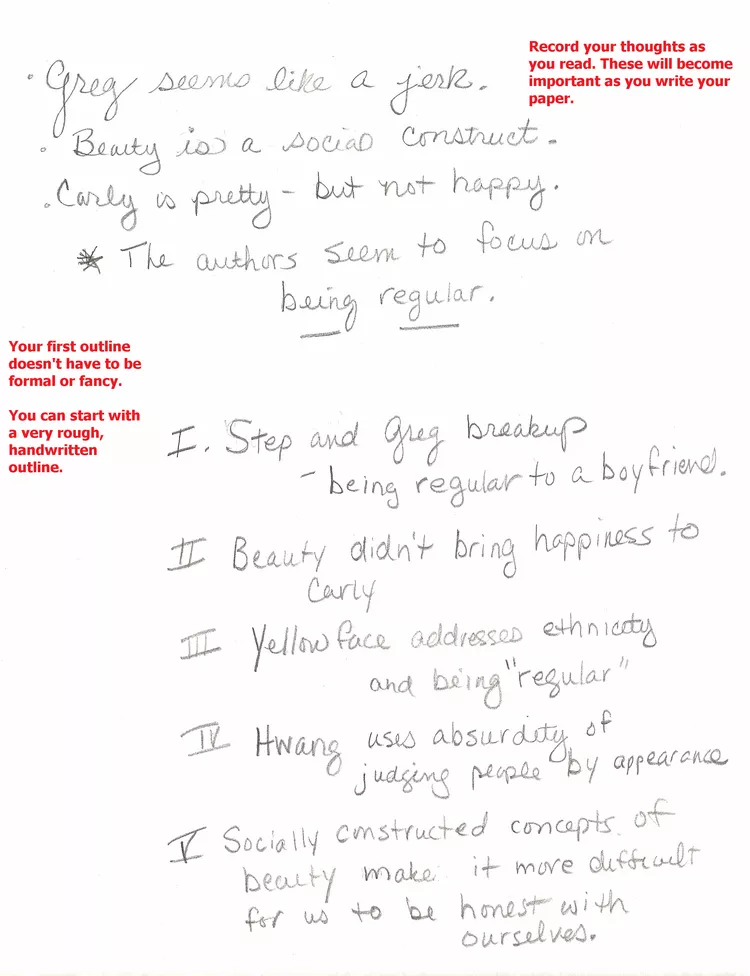 Record your thoughts as
you read. These will become
important as you write your
paper.
• Greg seems like a jerk.
• Beauty is a social construct.
• Carly is pretty - but not happy.
* The authors seem to focus on
being regular.
Your first outline
doesn't have to be
formal or fancy.
You can start with
a very rough,
handwritten
outline.
I. Step and Greg breakup
- being regular to a boyfriend.
II Beauty didn't bring happiness to
Carly
III Yellow face addresses ethnicity
and being "regular"
IV Hwang uses absurdity of
judging people by appearance
V Socially constructed concepts of
beauty make it more difficult
for us to be honest with
ourselves.